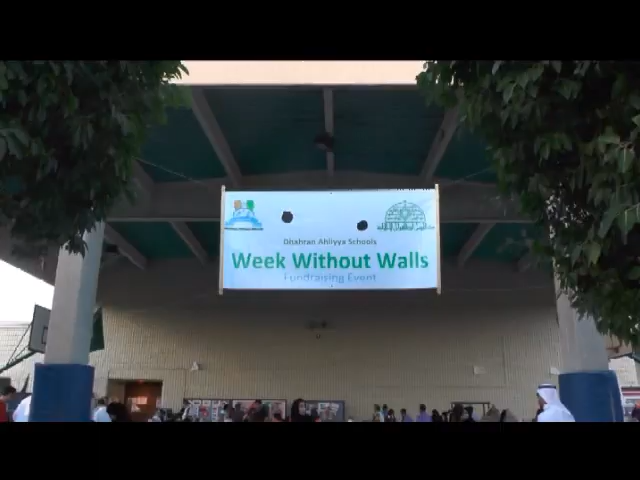 Dhahran Ahliyya Schools
Week Without Walls
Fundraising Event